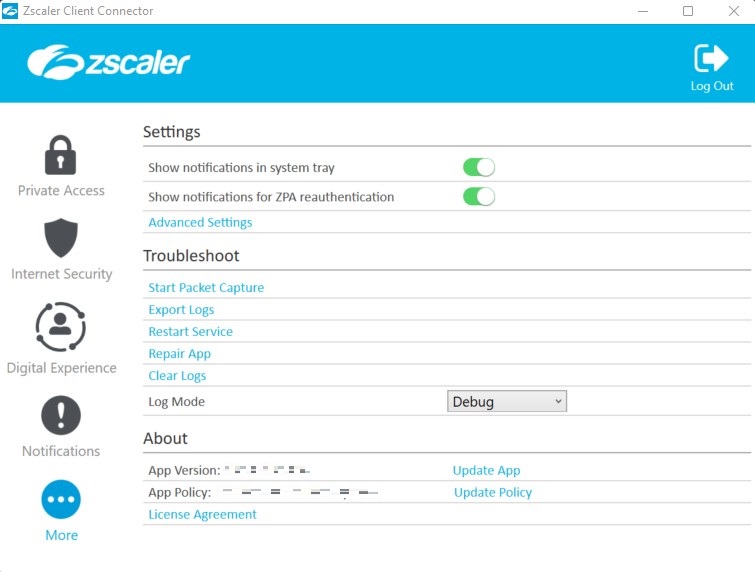 Zscaler Client Connector
zscaler
Log Out
Settings
Private Access
Show notifications in system tray
Show notifications for ZPA reauthentication
Advanced Settings
Internet Security
Troubleshoot
Start Packet Capture
Export Logs
Restart Service
Digital Experience
Repair App
Clear Logs
Log Mode Debug
Notifications
About
App Version: Update App
App Policy: Update Policy
License Agreement
More